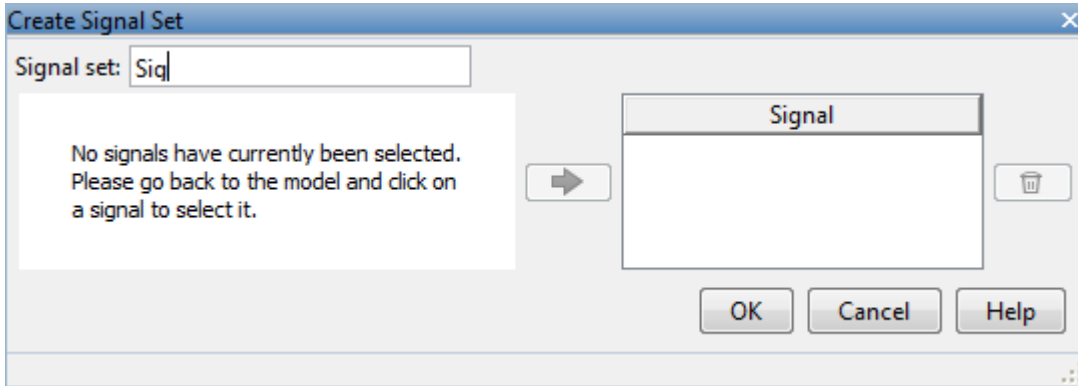 Create Signal Set
Signal set: Sig
No signals have currently been selected.
Please go back to the model and click on
a signal to select it.
Signal
OK Cancel Help